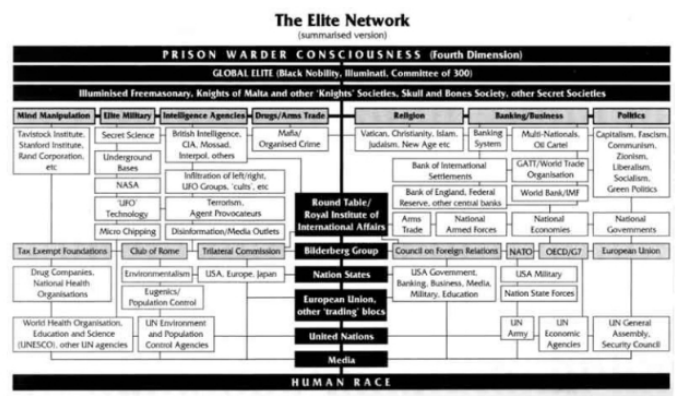 The Elite Network
(summarised version)
PRISON WARDER CONSCIOUSNESS (Fourth Dimension)
GLOBAL ELITE (Black Nobility, Illuminati, Committee of 300)
Illuminised Freemasonary, Knights of Malta and other 'Knights' Societies, Skull and Bones Society, other Secret Societies
Mind Manipulation
Elite Military
Intelligence Agencies
Drugs/Arms Trade
Religion
Banking/Business
Politics
Tavistock Institute,
Stanford Institute,
Rand Corporation,
etc
Secret Science
Underground
Bases
NASA
'UFO'
Technology
Micro Chipping
British Intelligence,
CIA, Mossad,
Interpol, others
Infiltration of left/right,
UFO Groups, 'cults', etc
Terrorism,
Agent Provocateurs
Disinformation/Media Outlets
Mafia/
Organised Crime
Vatican, Christianity, Islam,
Judaism, New Age etc
Banking
System
Multi-Nationals,
Oil Cartel
Capitalism, Fascism,
Communism,
Zionism,
Liberalism,
Socialism,
Green Politics
Bank of International
Settlements
GATT/World Trade
Organisation
Bank of England, Federal
Reserve, other central banks
World Bank/IMF
Round Table/
Royal Institute of
International Affairs
Arms
Trade
National
Armed Forces
National
Economies
National
Governments
Tax Exempt Foundations
Club of Rome
Trilateral Commission
Bilderberg Group
Council on Foreign Relations
NATO
OECD/G7
European Union
Drug Companies,
National Health
Organisations
Environmentalism
USA, Europe, Japan
Nation States
USA Government,
Banking, Business, Media,
Military, Education
USA Military
Eugenics/
Population Control
Nation State Forces
European Union,
other 'trading' blocs
World Health Organisation,
Education and Science
(UNESCO), other UN agencies
UN Environment
and Population
Control Agencies
United Nations
UN
Army
UN
Economic
Agencies
UN General
Assembly,
Security Council
Media
HUMAN RACE